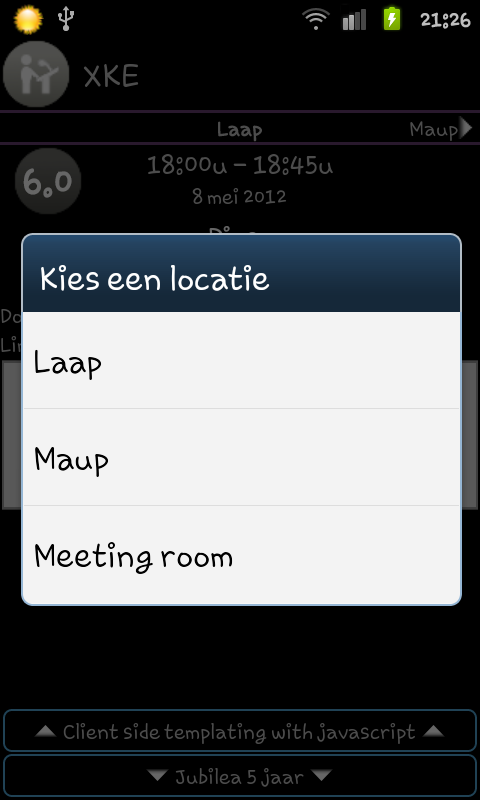 21:26
XKE
Laap
Maup
6.0
18:00u - 18:45u
8 mei 2012
Kies een locatie
Laap
Maup
Meeting room
Client side templating with javascript
Jubilea 5 jaar